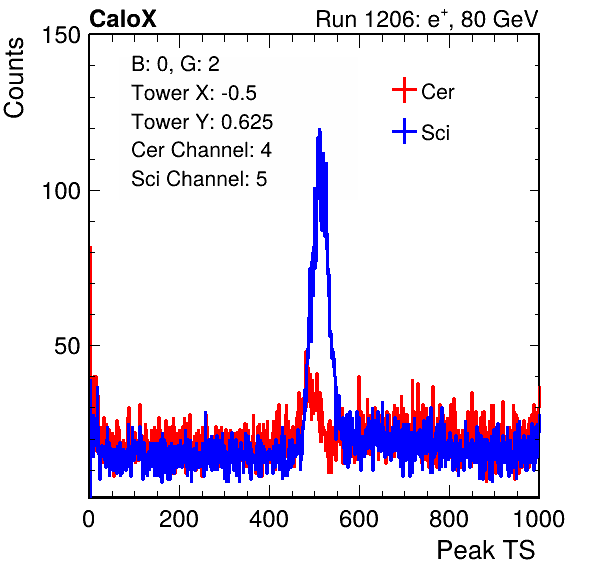 CaloX Run 1206: e⁺, 80 GeV
Counts
150
100
50
B: 0, G: 2
Tower X: -0.5
Tower Y: 0.625
Cer Channel: 4
Sci Channel: 5
Cer
Sci
0 200 400 600 800 1000
Peak TS